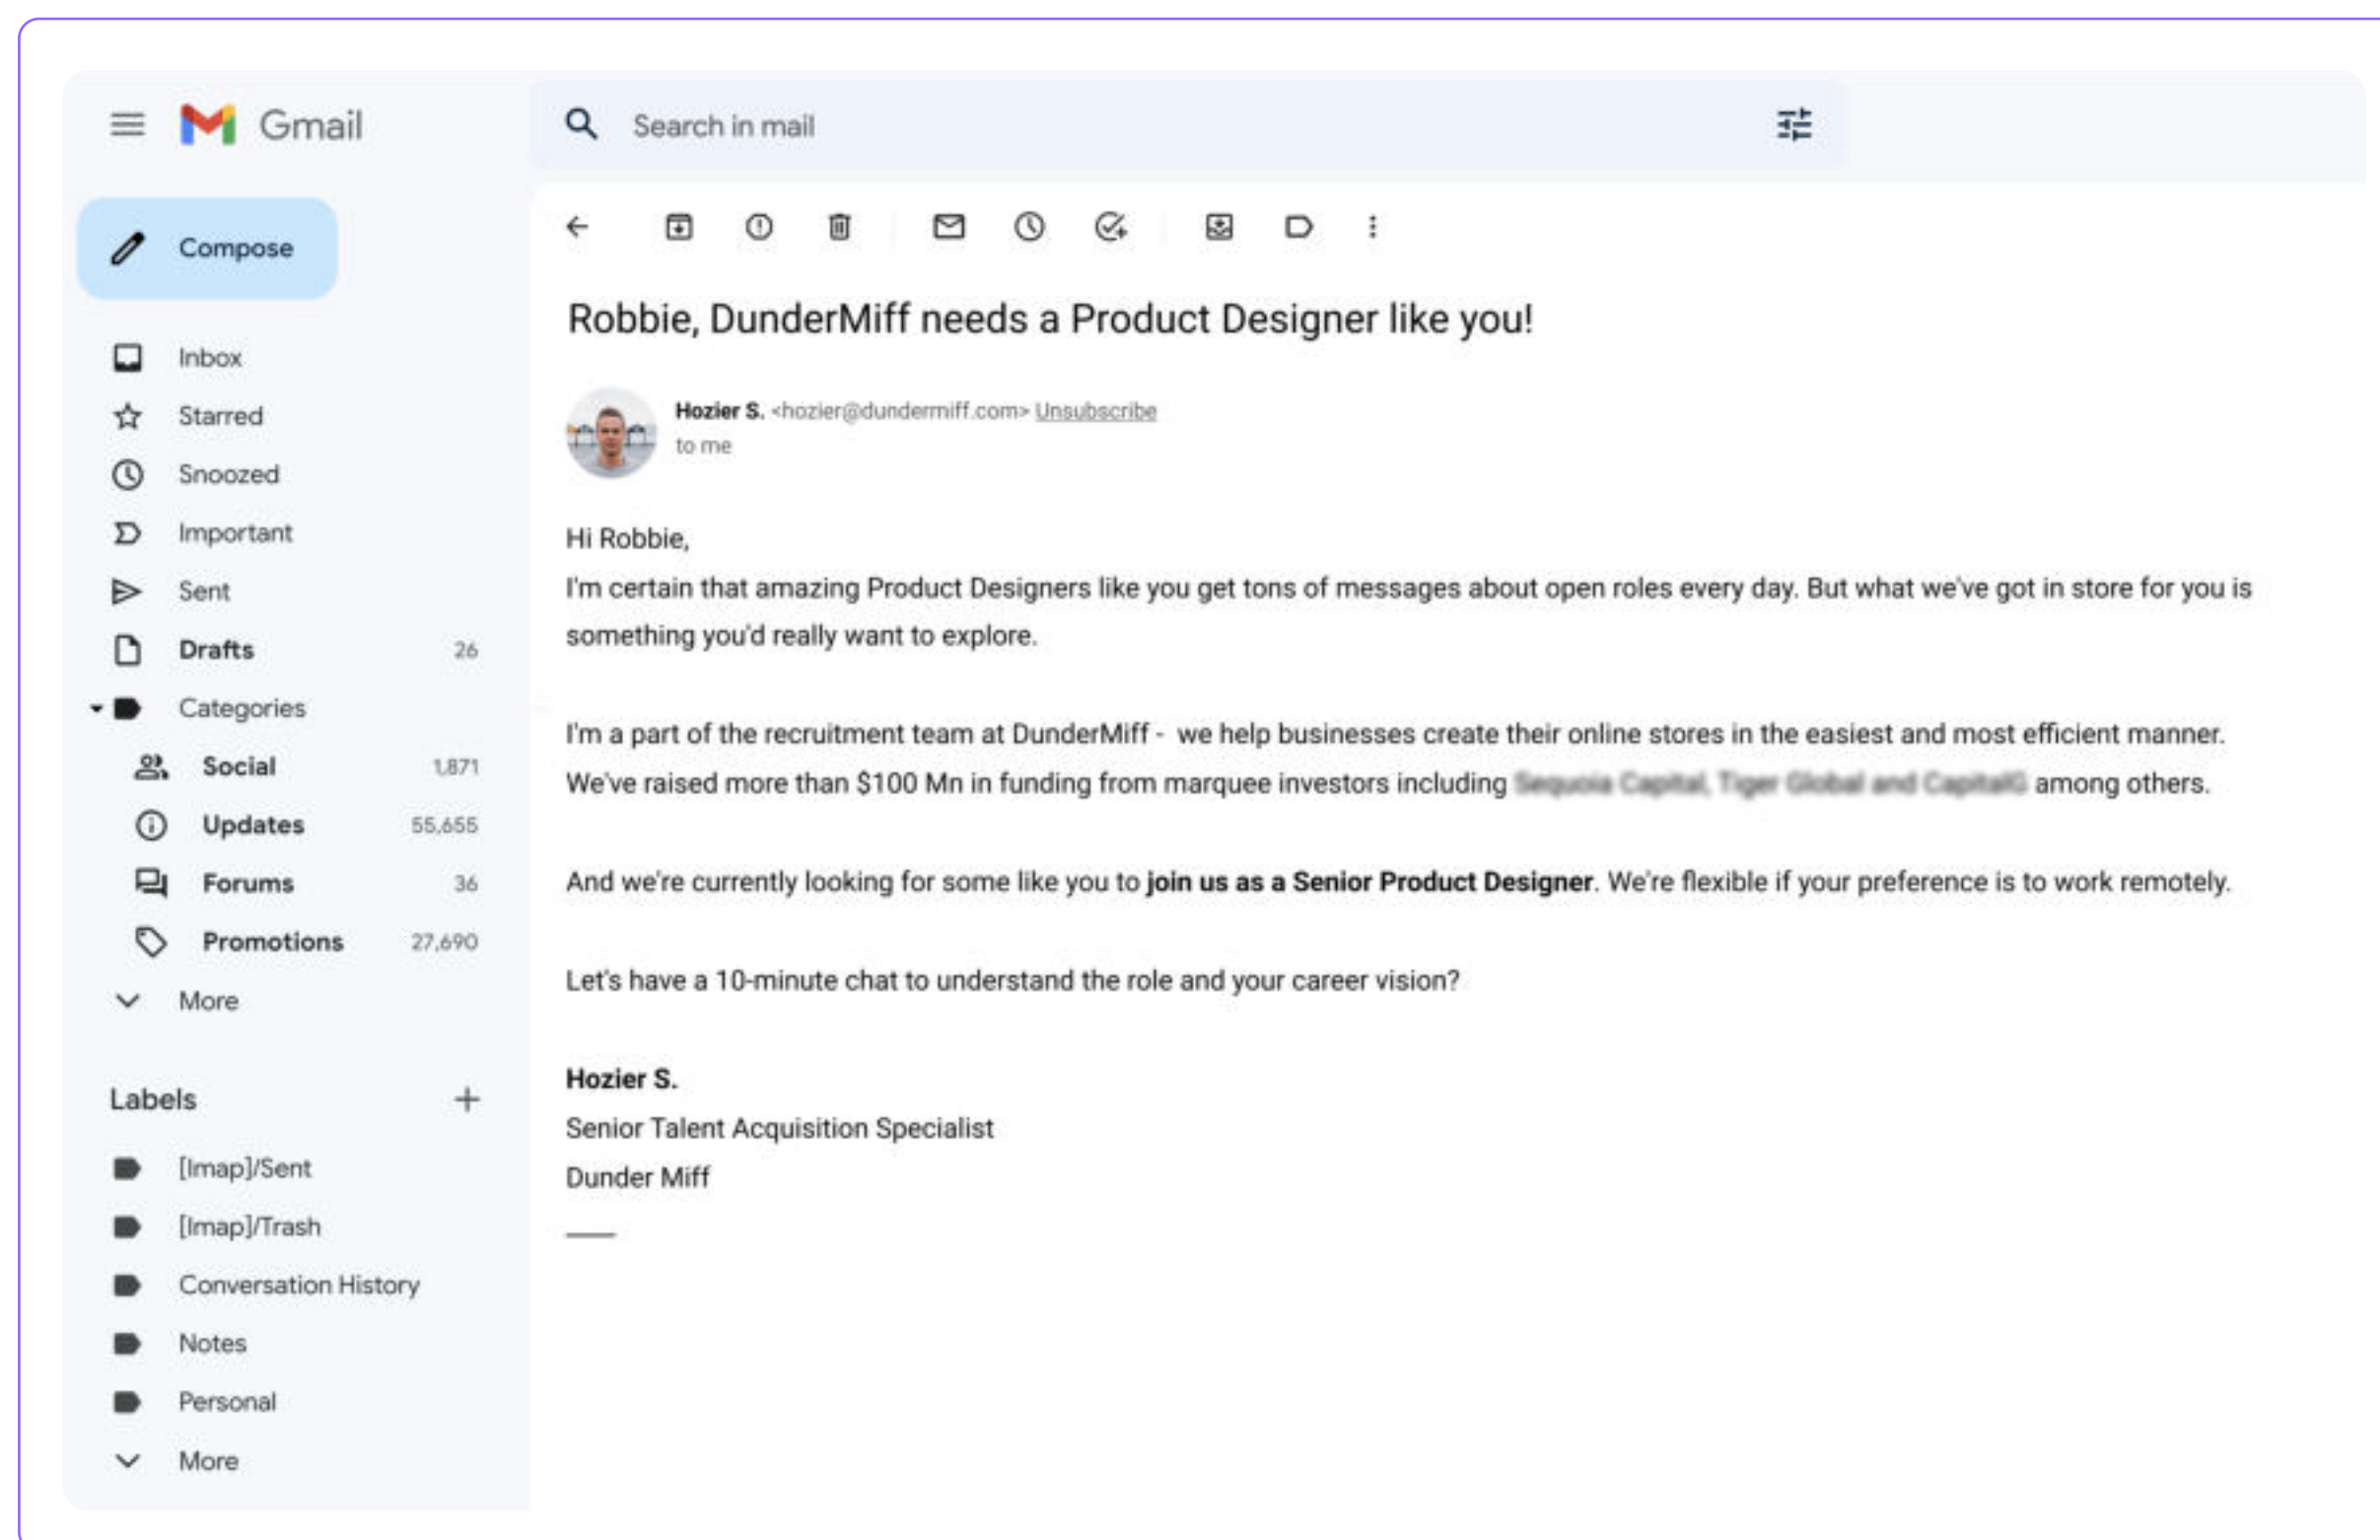 Gmail
Search in mail
Compose
Inbox
Starred
Snoozed
Important
Sent
Drafts 26
Categories
Social 1,871
Updates 55,655
Forums 36
Promotions 27,690
More
Labels +
[Imap]/Sent
[Imap]/Trash
Conversation History
Notes
Personal
More
Robbie, DunderMiff needs a Product Designer like you!
Hozier S. <hozier@dundermiff.com> Unsubscribe
to me
Hi Robbie,
I'm certain that amazing Product Designers like you get tons of messages about open roles every day. But what we've got in store for you is
something you'd really want to explore.
I'm a part of the recruitment team at DunderMiff -  we help businesses create their online stores in the easiest and most efficient manner.
We've raised more than $100 Mn in funding from marquee investors including among others.
And we're currently looking for some like you to join us as a Senior Product Designer. We're flexible if your preference is to work remotely.
Let's have a 10-minute chat to understand the role and your career vision?
Hozier S.
Senior Talent Acquisition Specialist
Dunder Miff